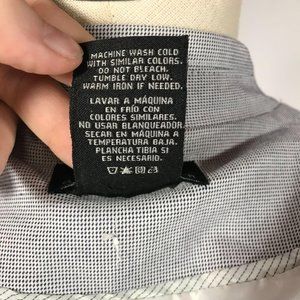 MACHINE WASH COLD
WITH SIMILAR COLORS.
DO NOT BLEACH.
TUMBLE DRY LOW.
WARM IRON IF NEEDED.
LAVAR A MÁQUINA
EN FRÍO CON
COLORES SIMILARES.
NO USAR BLANQUEADOR.
SECAR EN MÁQUINA A
TEMPERATURA BAJA.
PLANCHA TIBIA SI
ES NECESARIO.